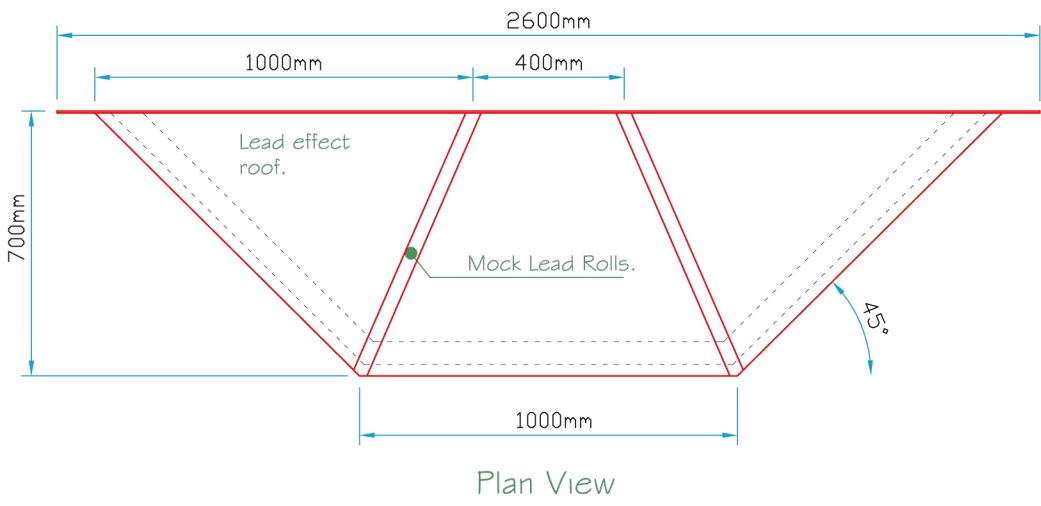 2600mm
1000mm
400mm
Lead effect
roof.
700mm
Mock Lead Rolls.
45°
1000mm
Plan View